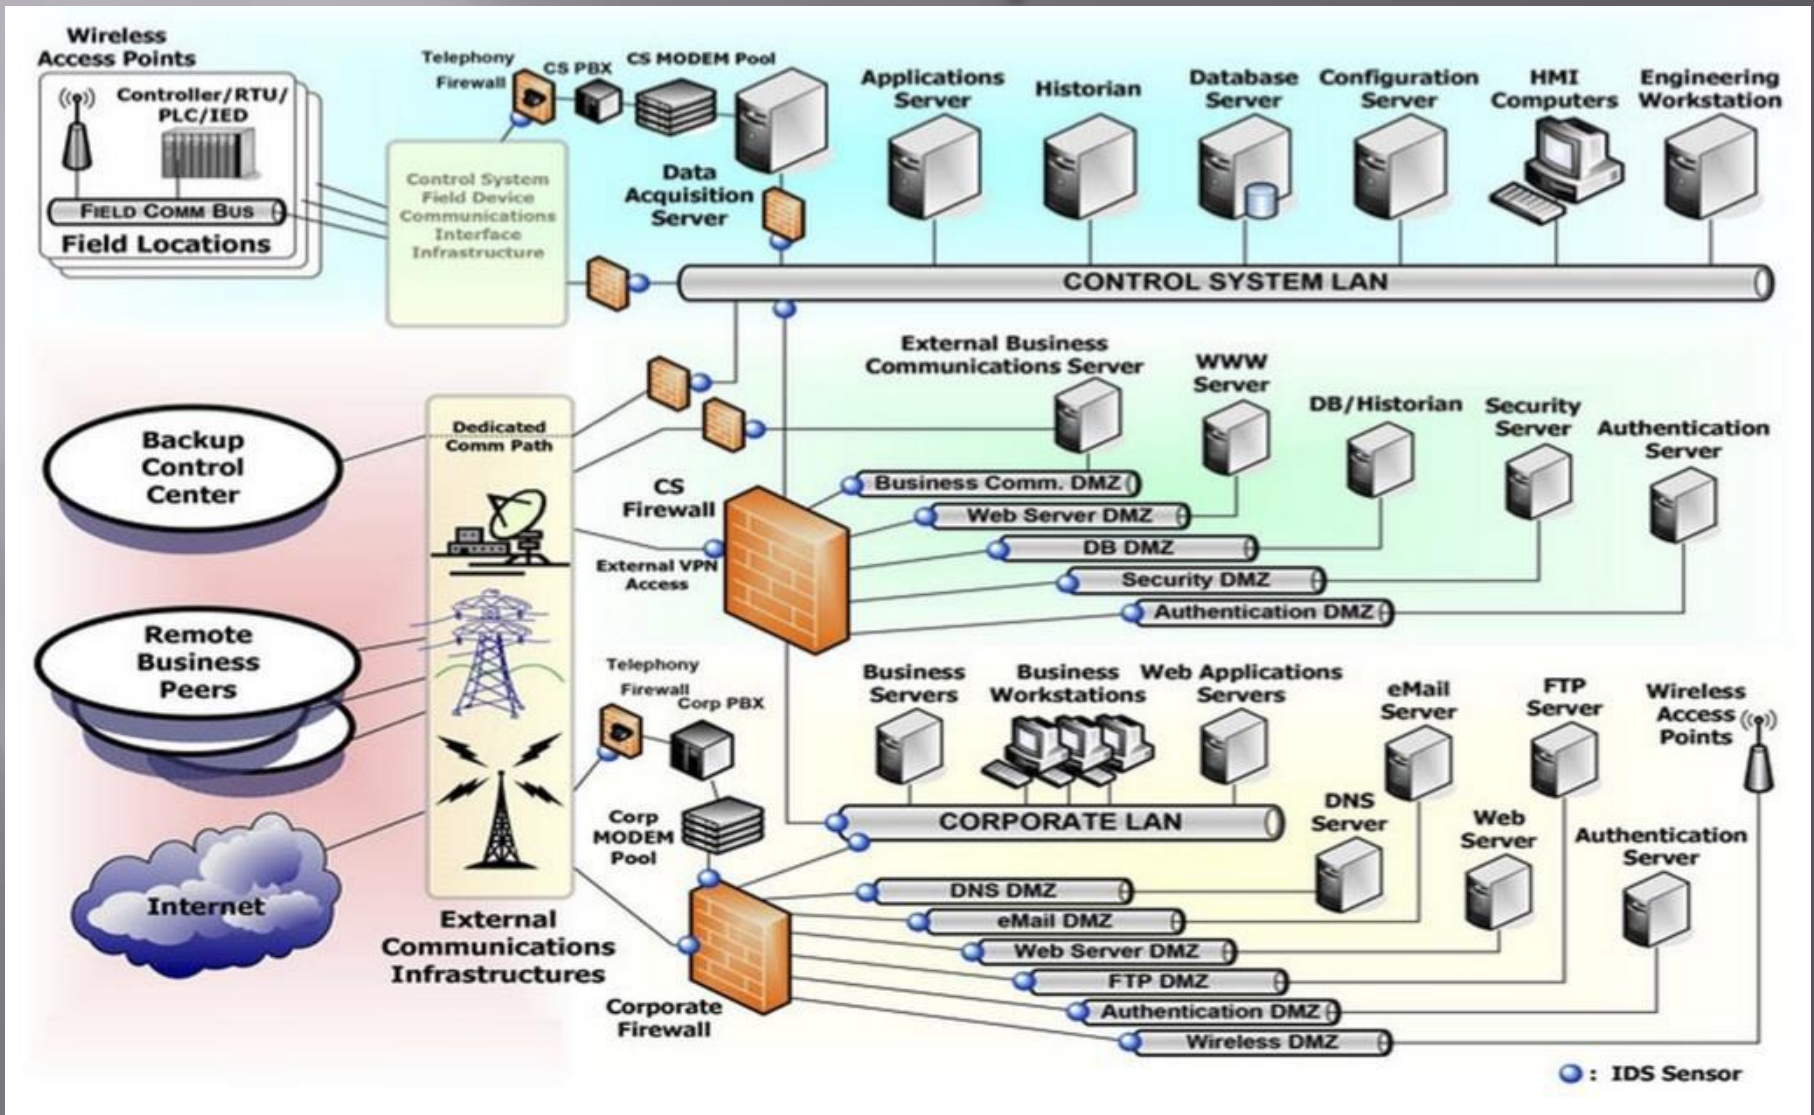 Wireless
Access Points
Controller/RTU/
PLC/IED
FIELD COMM BUS
Field Locations
Telephony
Firewall
CS PBX
CS MODEM Pool
Data
Acquisition
Server
Applications
Server
Historian
Database
Server
Configuration
Server
HMI
Computers
Engineering
Workstation
Control System
Field Device
Communications
Interface
Infrastructure
CONTROL SYSTEM LAN
External Business
Communications Server
WWW
Server
DB/Historian
Security
Server
Authentication
Server
Backup
Control
Center
Dedicated
Comm Path
CS
Firewall
External VPN
Access
Business Comm. DMZ
Web Server DMZ
DB DMZ
Security DMZ
Authentication DMZ
Remote
Business
Peers
Telephony
Firewall
Corp PBX
Business
Servers
Business
Workstations
Web Applications
Servers
eMail
Server
FTP
Server
Wireless
Access
Points
Corp
MODEM
Pool
CORPORATE LAN
DNS
Server
Web
Server
Authentication
Server
Internet
External
Communications
Infrastructures
Corporate
Firewall
DNS DMZ
eMail DMZ
Web Server DMZ
FTP DMZ
Authentication DMZ
Wireless DMZ
: IDS Sensor